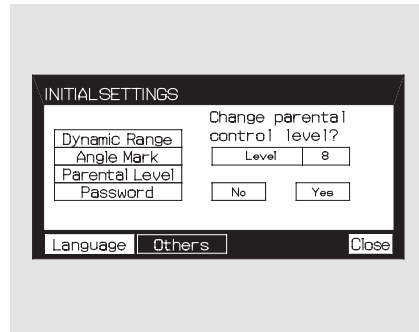 INITIALSETTINGS
Dynamic Range
Angle Mark
Parental Level
Password
Change parental
control level?
Level 8
No Yes
Language Others Close